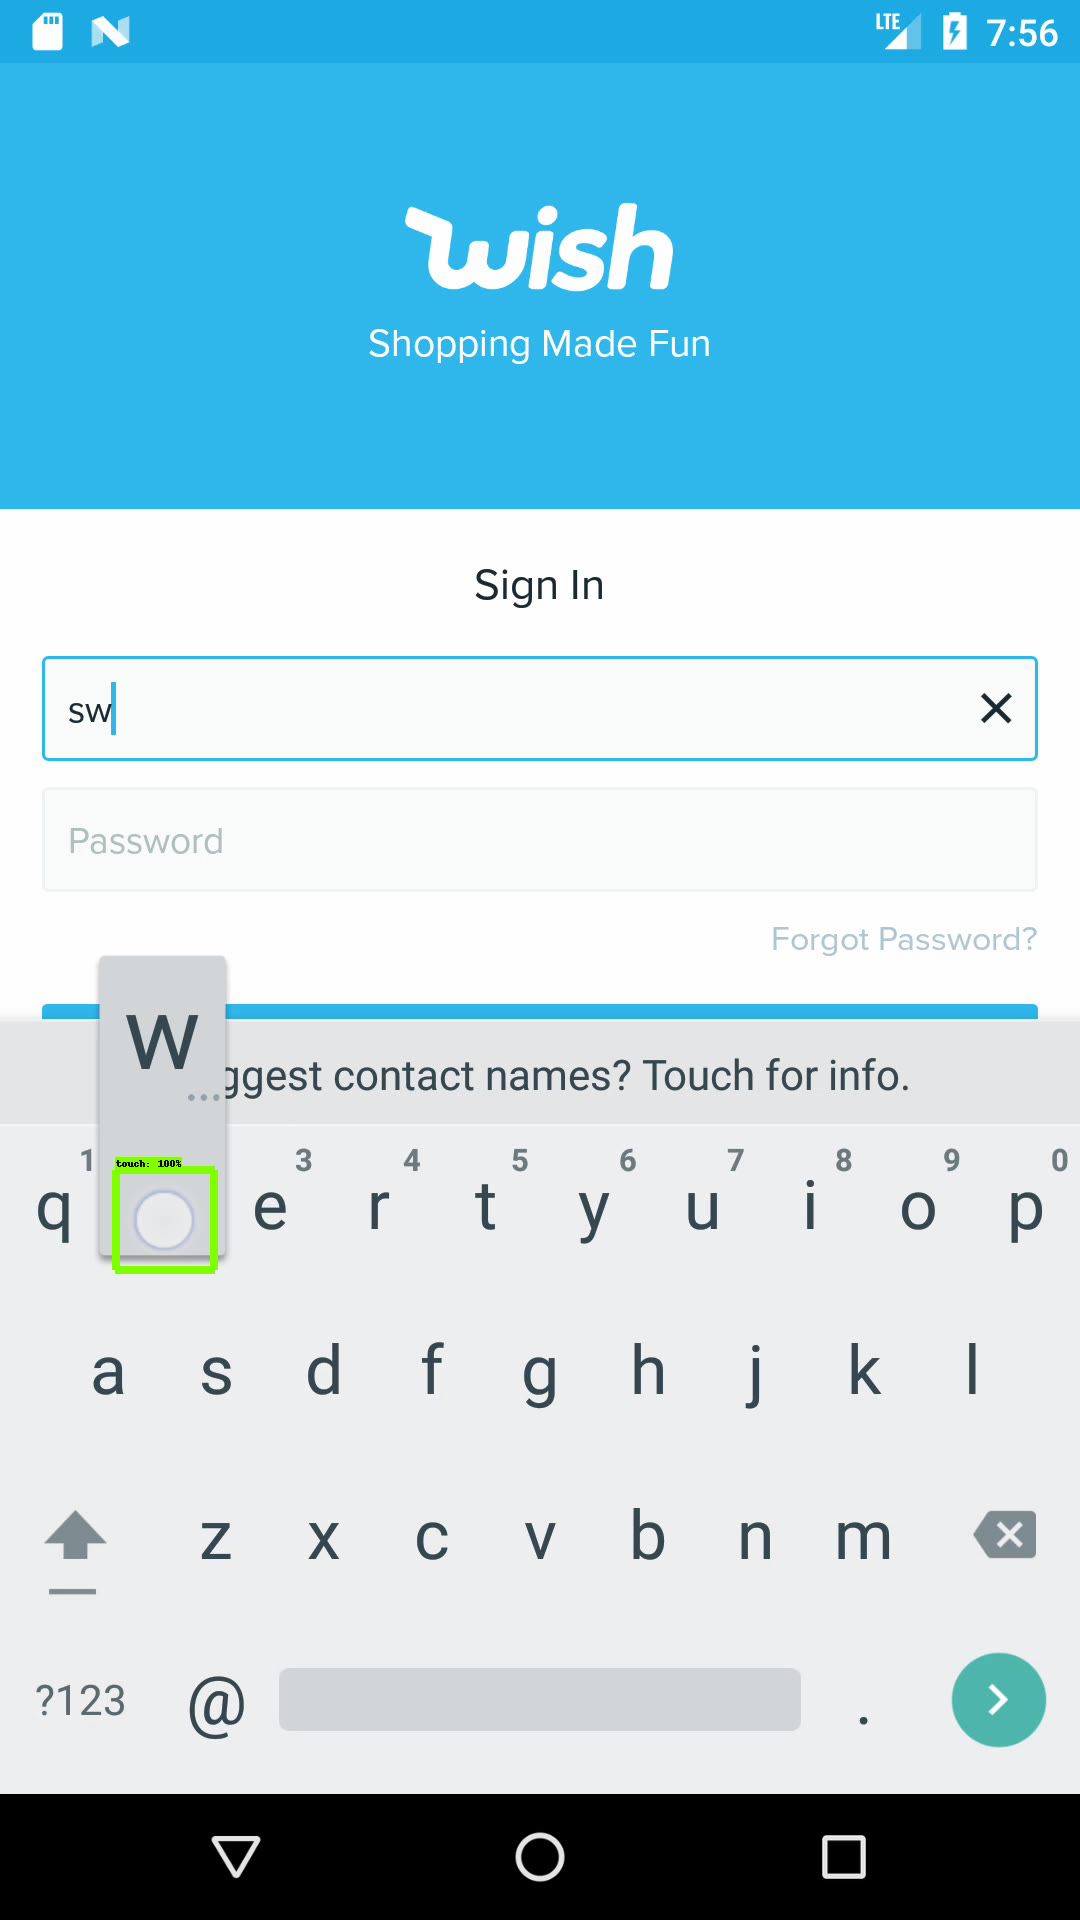 LTE 7:56
wish
Shopping Made Fun
Sign In
sw
Password
Forgot Password?
W
ggest contact names? Touch for info.
...
touch: 100%
1 3 4 5 6 7 8 9 0
q e r t y u i o p
a s d f g h j k l
z x c v b n m
?123 @ .